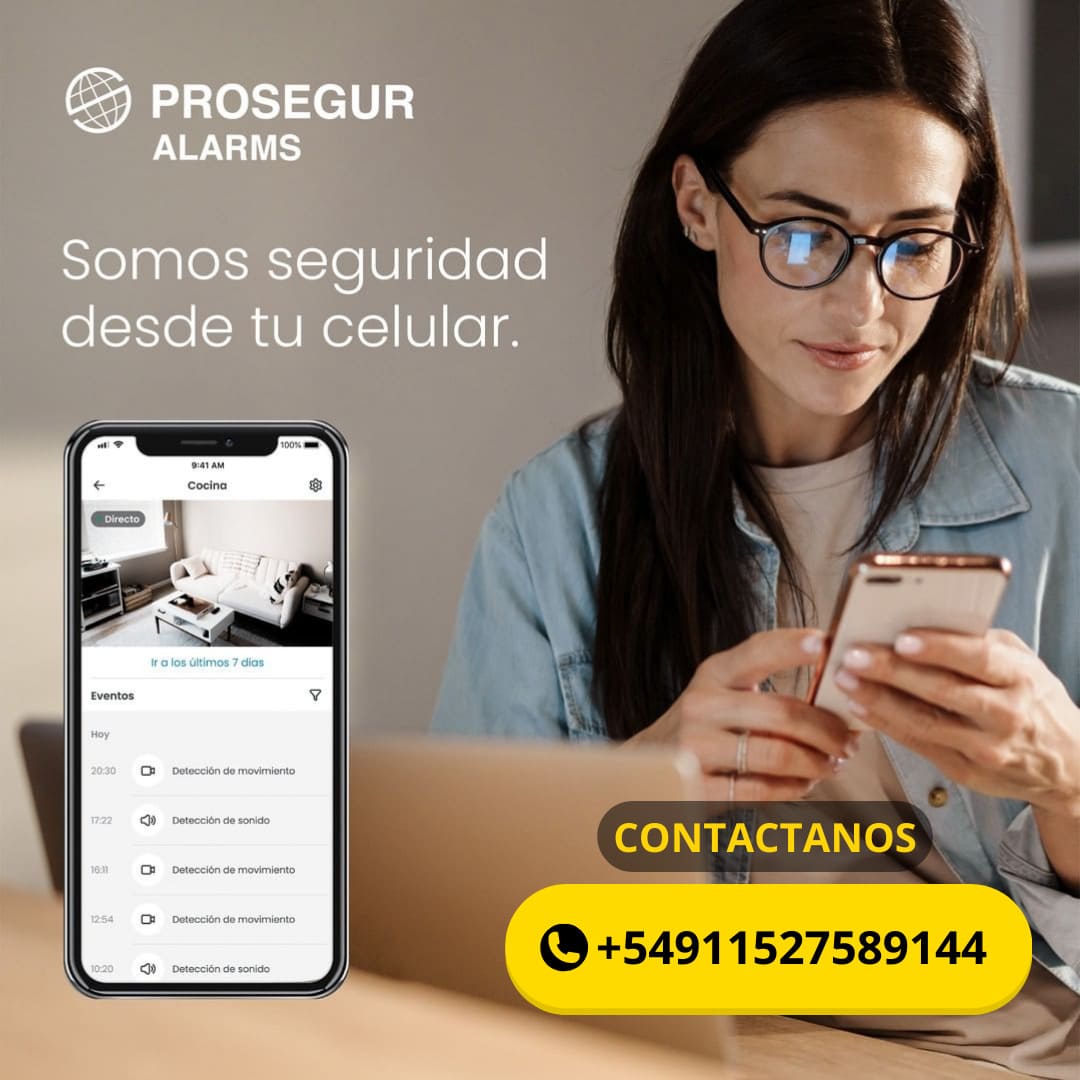 PROSEGUR
ALARMS
Somos seguridad
desde tu celular.
100%
9:41 AM
Cocina
Directo
Ir a los últimos 7 días
Eventos
Hoy
20:30 Detección de movimiento
17:22 Detección de sonido
16:11 Detección de movimiento
12:54 Detección de movimiento
10:20 Detección de sonido
CONTACTANOS
+54911527589144